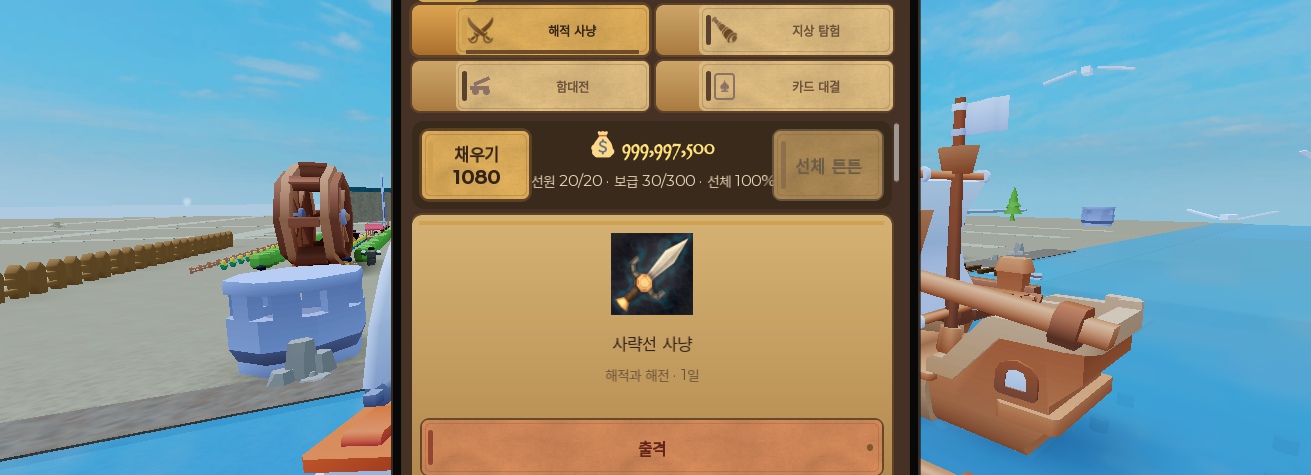 해적 사냥
지상 탐험
함대전
카드 대결
채우기
1080
999,997,500
선원 20/20 · 보급 30/300 · 선체 100%
선체 튼튼
사략선 사냥
해적과 해전 · 1일
출격